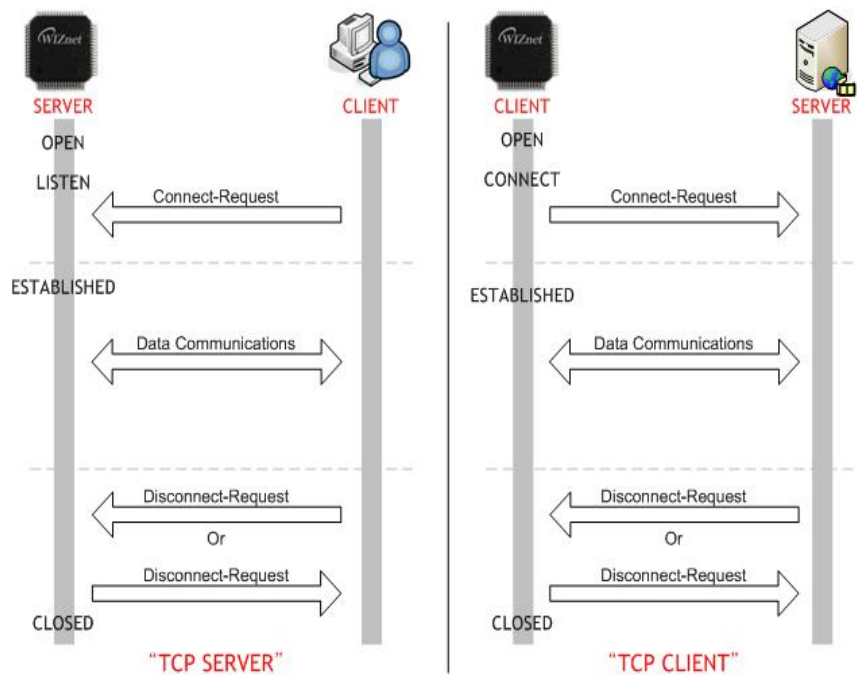 WIZnet
SERVER
CLIENT
OPEN
LISTEN
Connect-Request
ESTABLISHED
Data Communications
Disconnect-Request
Or
Disconnect-Request
CLOSED
“TCP SERVER”
WIZnet
CLIENT
SERVER
OPEN
CONNECT
Connect-Request
ESTABLISHED
Data Communications
Disconnect-Request
Or
Disconnect-Request
CLOSED
“TCP CLIENT”